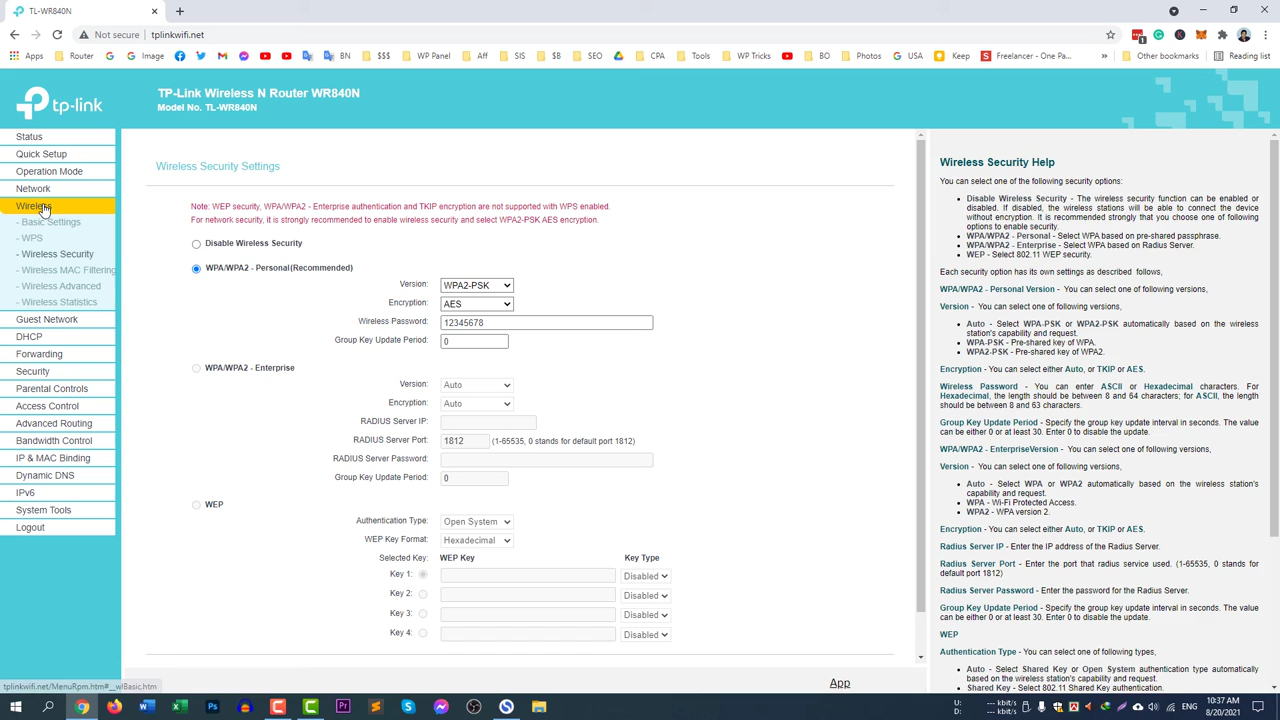 TL-WR840N
Not secure
tplinkwifi.net
1
Apps
Router
Image
BN
$$$
WP Panel
Aff
SIS
$B
SEO
CPA
Tools
WP Tricks
BO
Photos
USA
Keep
Freelancer - One Pa...
»
Other bookmarks
Reading list
tp-link
TP-Link Wireless N Router WR840N
Model No. TL-WR840N
Status
Quick Setup
Operation Mode
Network
Wireless
- Basic Settings
- WPS
- Wireless Security
- Wireless MAC Filtering
- Wireless Advanced
- Wireless Statistics
Guest Network
DHCP
Forwarding
Security
Parental Controls
Access Control
Advanced Routing
Bandwidth Control
IP & MAC Binding
Dynamic DNS
IPv6
System Tools
Logout
Wireless Security Settings
Note: WEP security, WPA/WPA2 - Enterprise authentication and TKIP encryption are not supported with WPS enabled.
For network security, it is strongly recommended to enable wireless security and select WPA2-PSK AES encryption.
Disable Wireless Security
WPA/WPA2 - Personal(Recommended)
Version: WPA2-PSK
Encryption: AES
Wireless Password: 12345678
Group Key Update Period: 0
WPA/WPA2 - Enterprise
Version: Auto
Encryption: Auto
RADIUS Server IP:
RADIUS Server Port: 1812 (1-65535, 0 stands for default port 1812)
RADIUS Server Password:
Group Key Update Period: 0
WEP
Authentication Type: Open System
WEP Key Format: Hexadecimal
Selected Key: WEP Key Key Type
Key 1: Disabled
Key 2: Disabled
Key 3: Disabled
Key 4: Disabled
App
Wireless Security Help
You can select one of the following security options:
Disable Wireless Security - The wireless security function can be enabled or
disabled. If disabled, the wireless stations will be able to connect the device
without encryption. It is recommended strongly that you choose one of following
options to enable security.
WPA/WPA2 - Personal - Select WPA based on pre-shared passphrase.
WPA/WPA2 - Enterprise - Select WPA based on Radius Server.
WEP - Select 802.11 WEP security.
Each security option has its own settings as described follows,
WPA/WPA2 - Personal Version - You can select one of following versions,
Version - You can select one of following versions,
Auto - Select WPA-PSK or WPA2-PSK automatically based on the wireless
station's capability and request.
WPA-PSK - Pre-shared key of WPA.
WPA2-PSK - Pre-shared key of WPA2.
Encryption - You can select either Auto, or TKIP or AES.
Wireless Password - You can enter ASCII or Hexadecimal characters. For
Hexadecimal, the length should be between 8 and 64 characters; for ASCII, the length
should be between 8 and 63 characters.
Group Key Update Period - Specify the group key update interval in seconds. The value
can be either 0 or at least 30. Enter 0 to disable the update.
WPA/WPA2 - EnterpriseVersion - You can select one of following versions,
Version - You can select one of following versions,
Auto - Select WPA or WPA2 automatically based on the wireless
station's capability and request.
WPA - Wi-Fi Protected Access.
WPA2 - WPA version 2.
Encryption - You can select either Auto, or TKIP or AES.
Radius Server IP - Enter the IP address of the Radius Server.
Radius Server Port - Enter the port that radius service used. (1-65535, 0 stands for
default port 1812)
Radius Server Password - Enter the password for the Radius Server.
Group Key Update Period - Specify the group key update interval in seconds. The value
can be either 0 or at least 30. Enter 0 to disable the update.
WEP
Authentication Type - You can select one of following types,
Auto - Select Shared Key or Open System authentication type automatically
based on the wireless station's capability and request.
Shared Key - Select 802.11 Shared Key authentication.
tplinkwifi.net/MenuRpm.htm#__wlBasic.htm
U: --- kbit/s
D: --- kbit/s
ENG
10:37 AM
8/20/2021